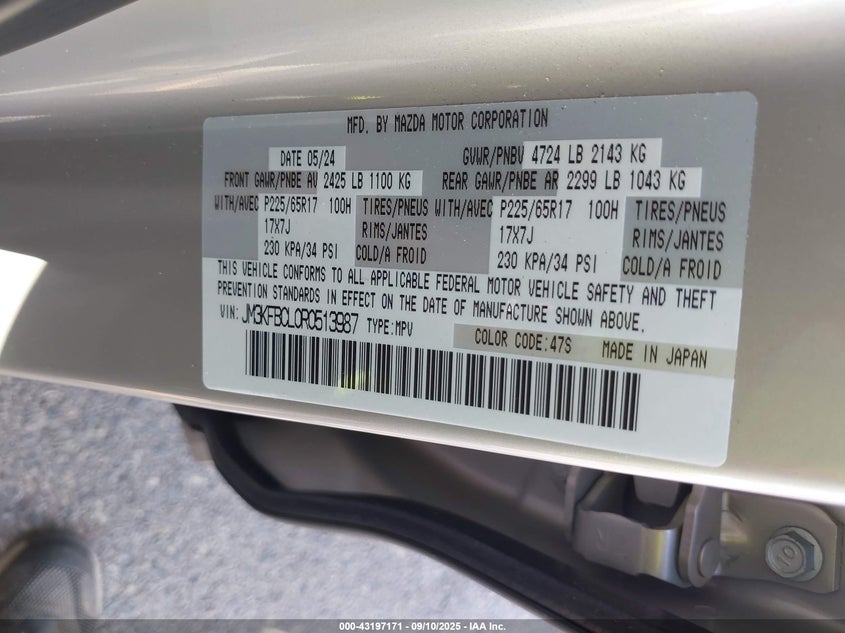 MFD. BY MAZDA MOTOR CORPORATION
DATE 05/24 GVWR/PNBV 4724 LB 2143 KG
FRONT GAWR/PNBE AV 2425 LB 1100 KG REAR GAWR/PNBE AR 2299 LB 1043 KG
WITH/AVEC P225/65R17 100H TIRES/PNEUS WITH/AVEC P225/65R17 100H TIRES/PNEUS
17X7J RIMS/JANTES 17X7J RIMS/JANTES
230 KPA/34 PSI COLD/A FROID 230 KPA/34 PSI COLD/A FROID
THIS VEHICLE CONFORMS TO ALL APPLICABLE FEDERAL MOTOR VEHICLE SAFETY AND THEFT
PREVENTION STANDARDS IN EFFECT ON THE DATE OF MANUFACTURE SHOWN ABOVE.
VIN: JM3KFBCL0R0513987 TYPE:MPV COLOR CODE:47S MADE IN JAPAN
000-43197171 — 09/10/2025 — IAA Inc.